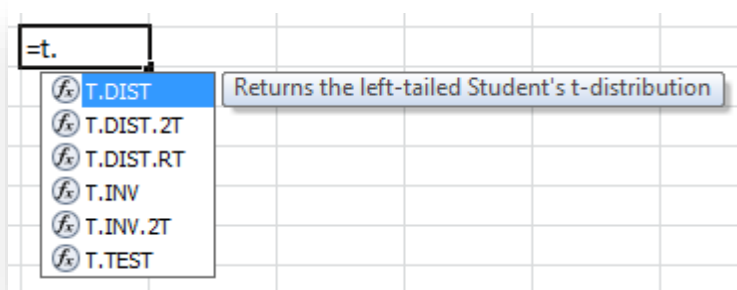 =t.
T.DIST Returns the left-tailed Student's t-distribution
T.DIST.2T
T.DIST.RT
T.INV
T.INV.2T
T.TEST